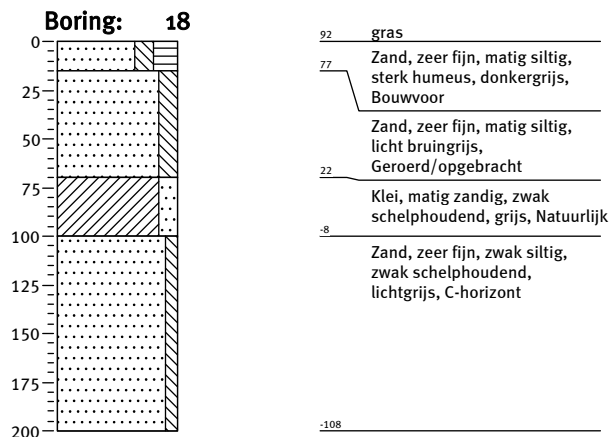 Boring: 18
0
25
50
75
100
125
150
175
200
92 gras
Zand, zeer fijn, matig siltig,
77
sterk humeus, donkergrijs,
Bouwvoor
Zand, zeer fijn, matig siltig,
licht bruingrijs,
Geroerd/opgebracht
22
Klei, matig zandig, zwak
schelphoudend, grijs, Natuurlijk
-8
Zand, zeer fijn, zwak siltig,
zwak schelphoudend,
lichtgrijs, C-horizont
-108